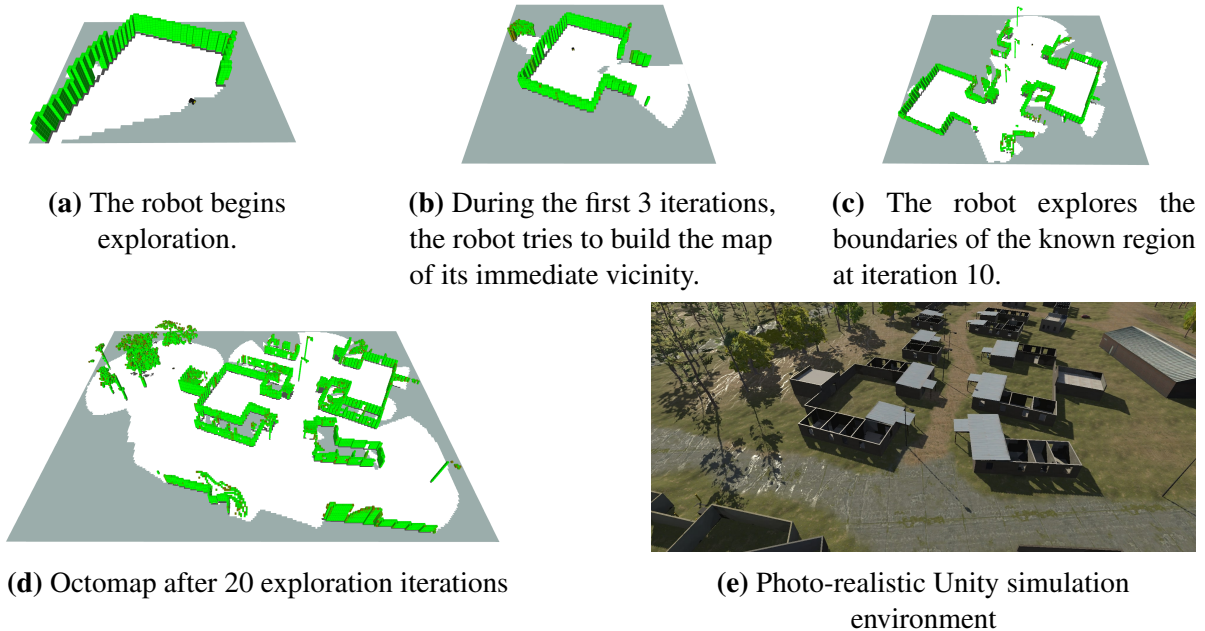 (a) The robot begins
exploration.
(b) During the first 3 iterations,
the robot tries to build the map
of its immediate vicinity.
(c) The robot explores the
boundaries of the known region
at iteration 10.
(d) Octomap after 20 exploration iterations
(e) Photo-realistic Unity simulation
environment